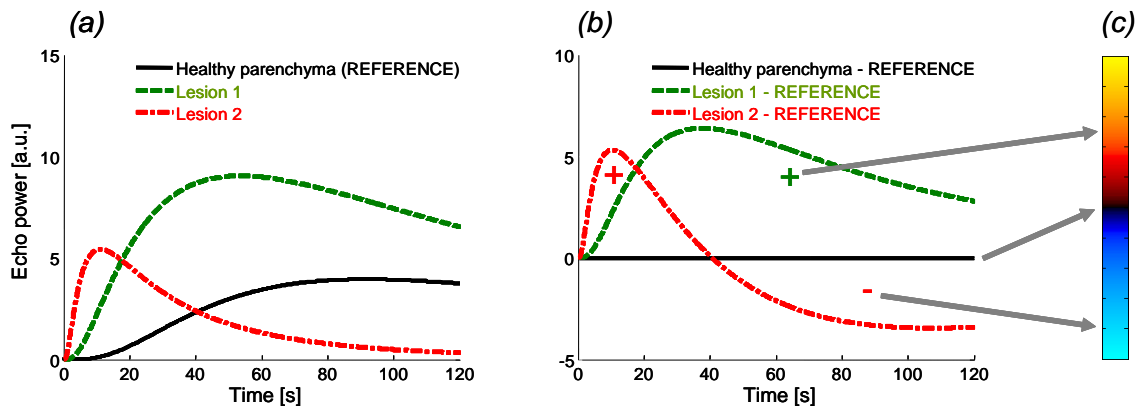 (a)
15
10
5
0
Echo power [a.u.]
Healthy parenchyma (REFERENCE)
Lesion 1
Lesion 2
0 20 40 60 80 100 120
Time [s]
(b)
10
5
0
-5
Healthy parenchyma - REFERENCE
Lesion 1 - REFERENCE
Lesion 2 - REFERENCE
+
+
-
0 20 40 60 80 100 120
Time [s]
(c)